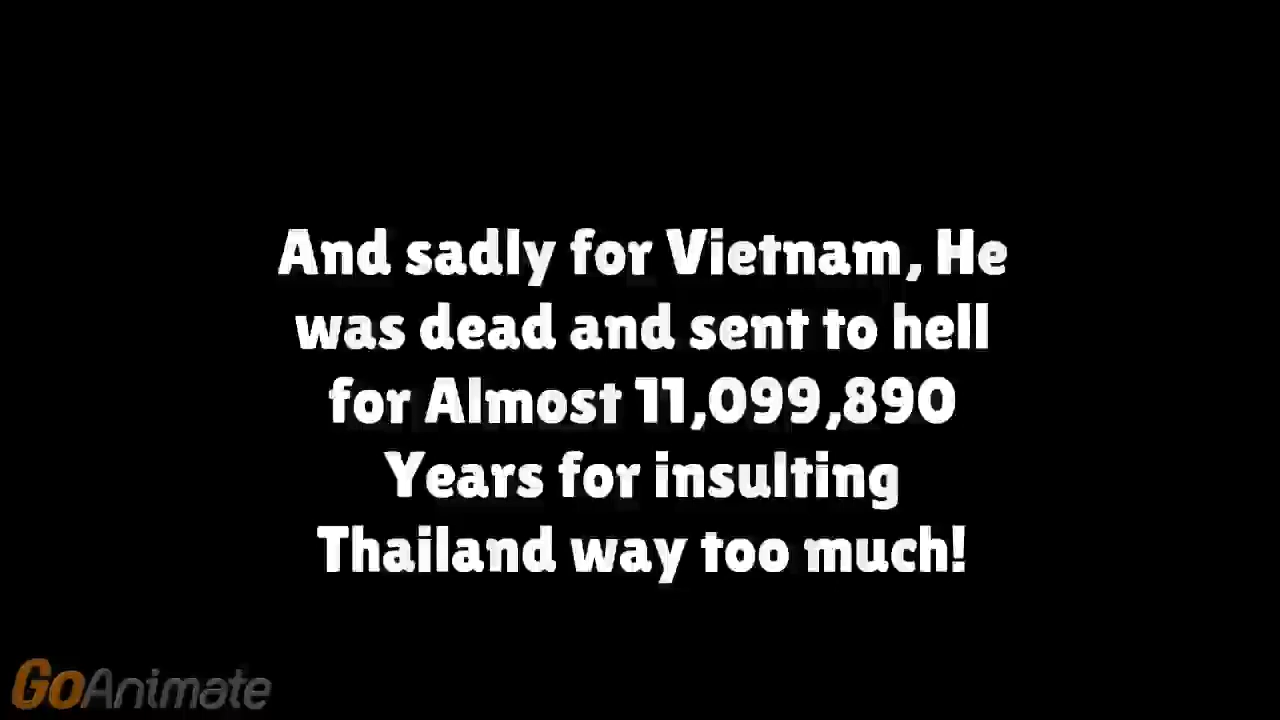 And sadly for Vietnam, He
was dead and sent to hell
for Almost 11,099,890
Years for insulting
Thailand way too much!
GoAnimate